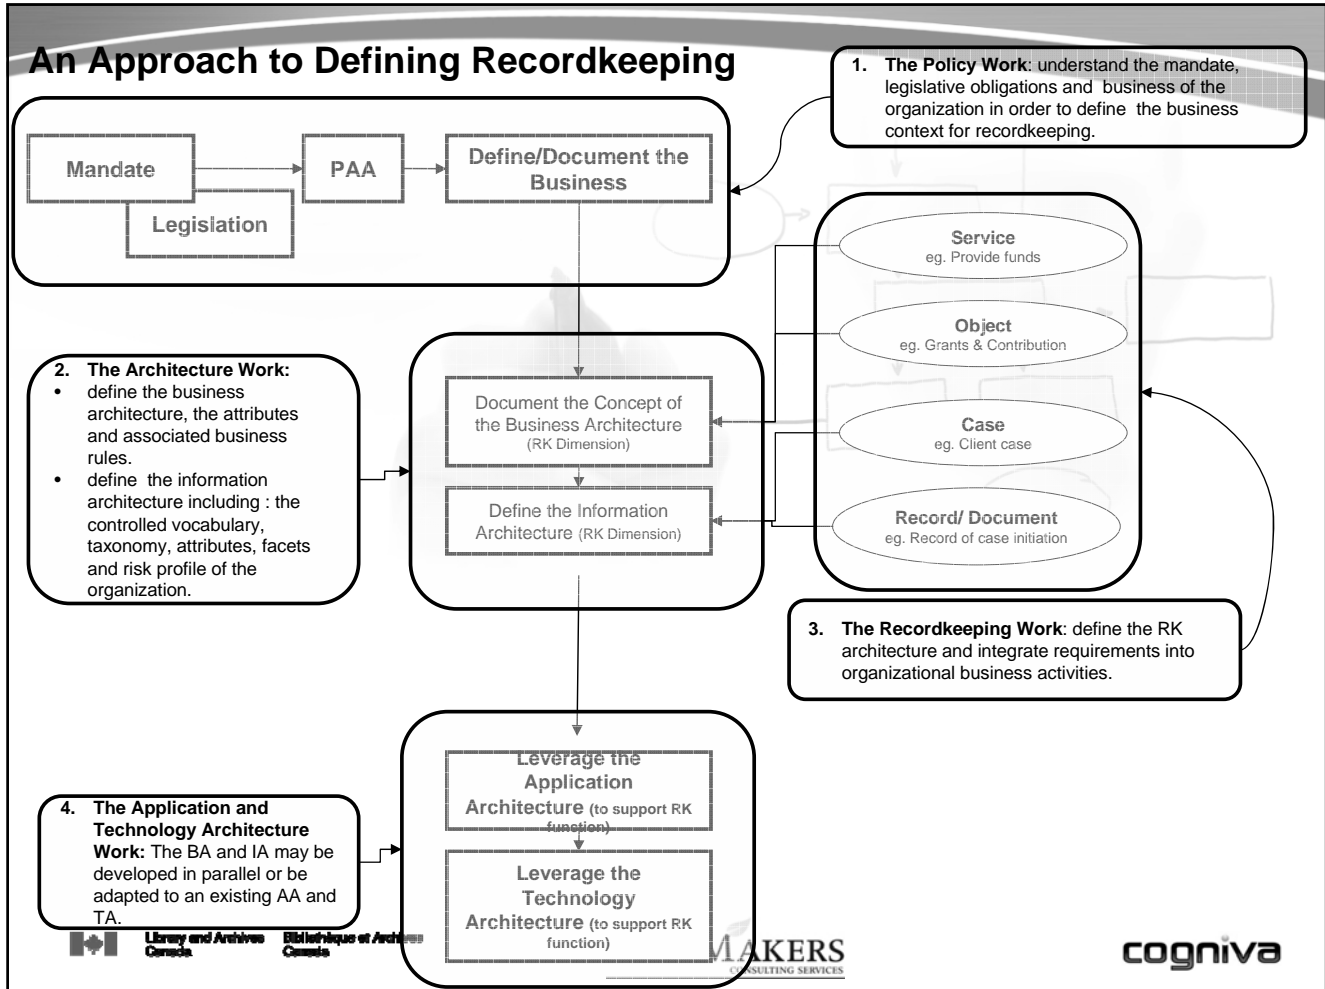 An Approach to Defining Recordkeeping
1. The Policy Work: understand the mandate,
legislative obligations and business of the
organization in order to define the business
context for recordkeeping.
Mandate
Legislation
PAA
Define/Document the
Business
Service
eg. Provide funds
Object
eg. Grants & Contribution
Case
eg. Client case
Record/ Document
eg. Record of case initiation
2. The Architecture Work:
• define the business
architecture, the attributes
and associated business
rules.
• define the information
architecture including : the
controlled vocabulary,
taxonomy, attributes, facets
and risk profile of the
organization.
Document the Concept of
the Business Architecture
(RK Dimension)
Define the Information
Architecture (RK Dimension)
3. The Recordkeeping Work: define the RK
architecture and integrate requirements into
organizational business activities.
4. The Application and
Technology Architecture
Work: The BA and IA may be
developed in parallel or be
adapted to an existing AA and
TA.
Leverage the
Application
Architecture (to support RK
function)
Leverage the
Technology
Architecture (to support RK
function)
Library and Archives
Canada
Bibliothèque et Archives
Canada
MAKERS
CONSULTING SERVICES
cogniva